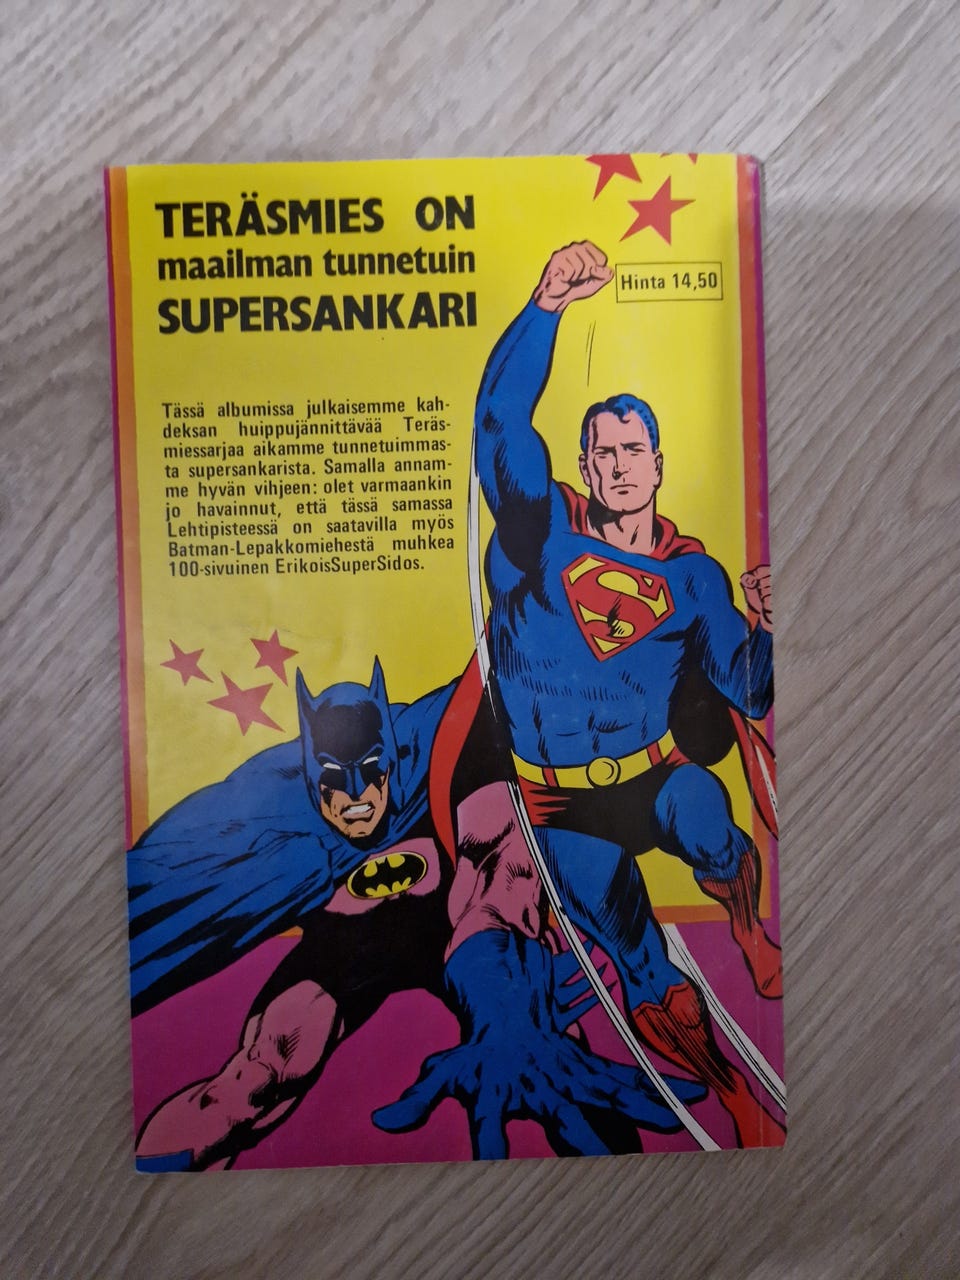 TERÄSMIES ON
maailman tunnetuin
SUPERSANKARI
Hinta 14,50
Tässä albumissa julkaisemme kah-
deksan huippujännittävää Teräs-
miessarjaa aikamme tunnetuimmas-
ta supersankarista. Samalla annam-
me hyvän vihjeen: olet varmaankin
jo havainnut, että tässä samassa
Lehtipisteessä on saatavilla myös
Batman-Lepakkomiehestä muhkea
100-sivuinen ErikoisSuperSidos.
S